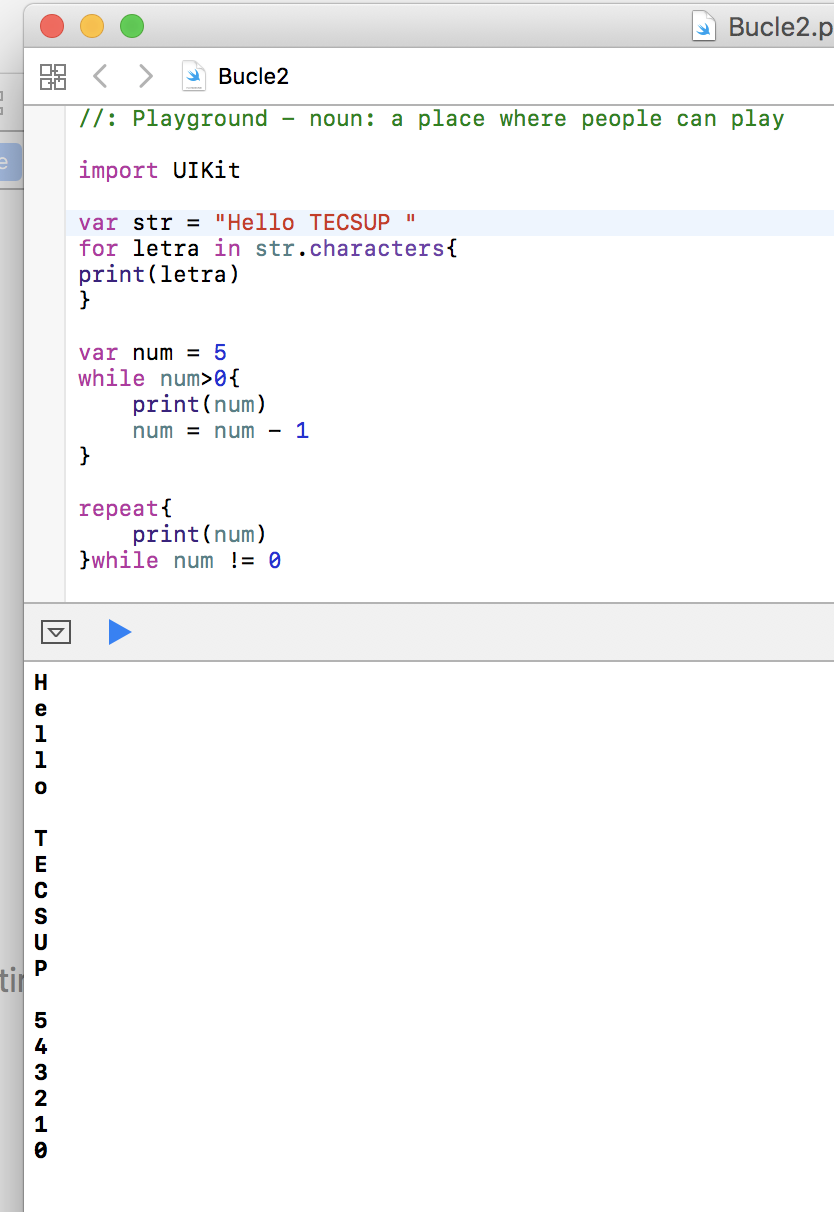 Bucle2.p
Bucle2
//: Playground - noun: a place where people can play
import UIKit
var str = "Hello TECSUP "
for letra in str.characters{
print(letra)
}
var num = 5
while num>0{
    print(num)
    num = num - 1
}
repeat{
    print(num)
}while num != 0
H
e
l
l
o
T
E
C
S
U
P
5
4
3
2
1
0